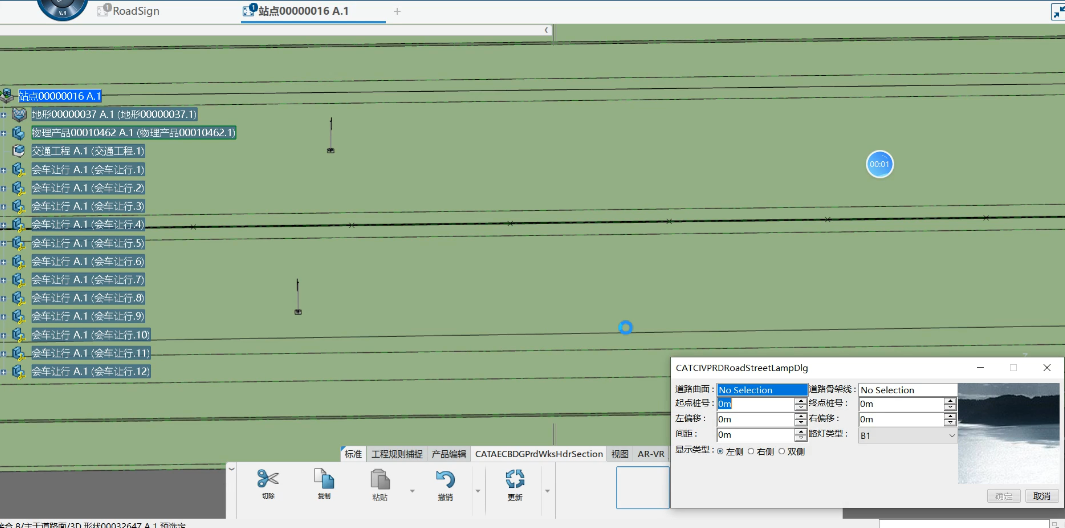 RoadSign
站点00000016 A.1
站点00000016 A.1
地形00000037 A.1 (地形00000037.1)
物理产品00010462 A.1 (物理产品00010462.1)
交通工程 A.1 (交通工程.1)
会车让行 A.1 (会车让行.1)
会车让行 A.1 (会车让行.2)
会车让行 A.1 (会车让行.3)
会车让行 A.1 (会车让行.4)
会车让行 A.1 (会车让行.5)
会车让行 A.1 (会车让行.6)
会车让行 A.1 (会车让行.7)
会车让行 A.1 (会车让行.8)
会车让行 A.1 (会车让行.9)
会车让行 A.1 (会车让行.10)
会车让行 A.1 (会车让行.11)
会车让行 A.1 (会车让行.12)
00:01
CATCIVPRDRoadStreetLampDlg
道路曲面: No Selection 道路骨架线: No Selection
起点桩号: 0m 终点桩号: 0m
左偏移: 0m 右偏移: 0m
间距: 0m 路灯类型: B1
显示类型: 左侧 右侧 双侧
确定 取消
标准 工程规则捕捉 产品编辑 CATAECBDGPrdWksHdrSection 视图 AR-VR
切除 复制 粘贴 撤销 更新